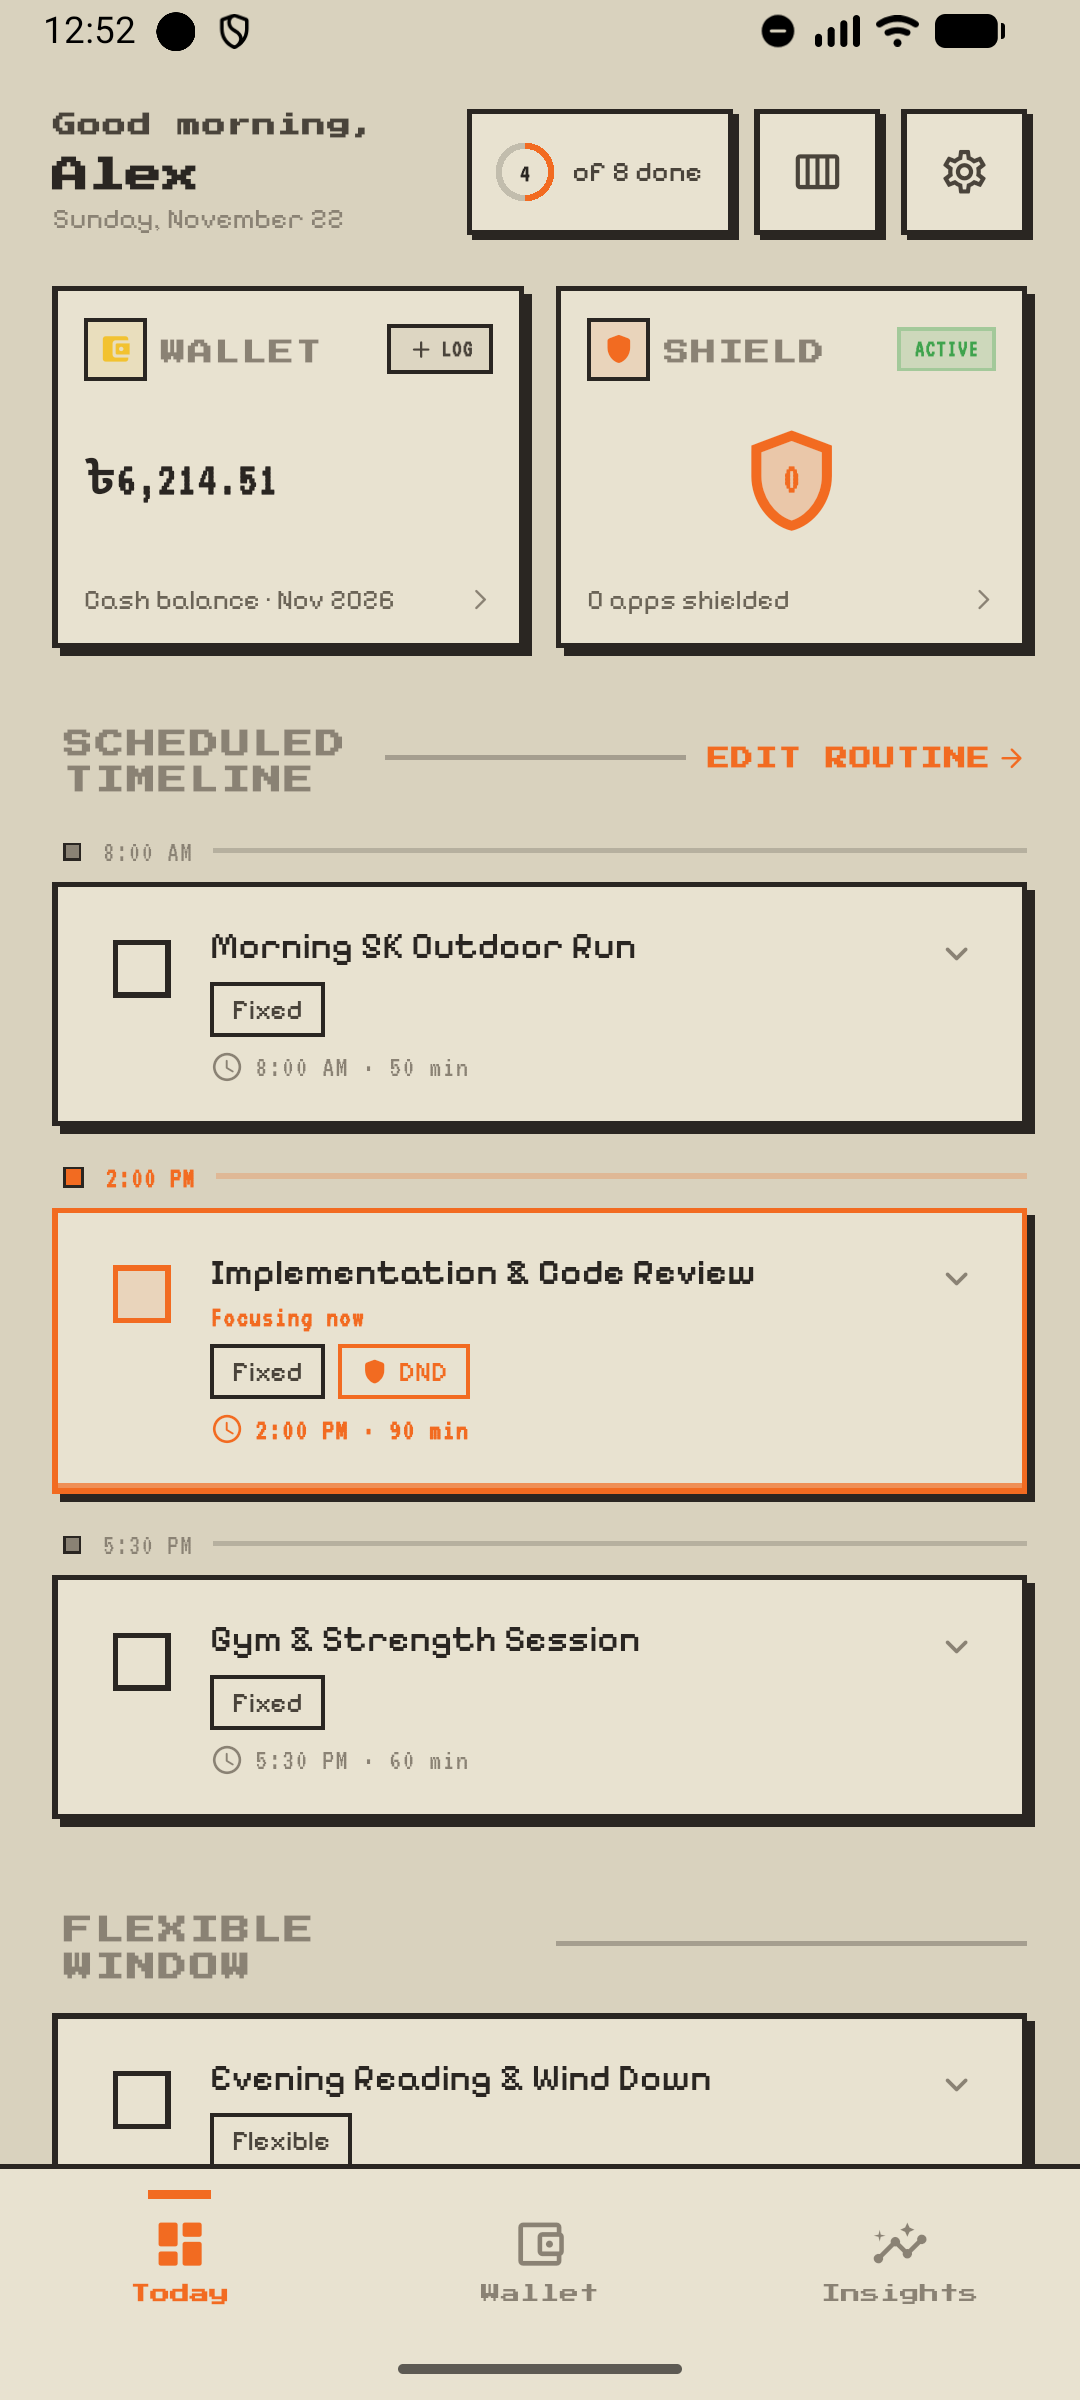 12:52
Good morning,
Alex
Sunday, November 22
4 of 8 done
WALLET
+ LOG
৳6,214.51
Cash balance · Nov 2026
SHIELD
ACTIVE
0
0 apps shielded
SCHEDULED
TIMELINE
EDIT ROUTINE →
8:00 AM
Morning 5K Outdoor Run
Fixed
8:00 AM · 50 min
2:00 PM
Implementation & Code Review
Focusing now
Fixed
DND
2:00 PM · 90 min
5:30 PM
Gym & Strength Session
Fixed
5:30 PM · 60 min
FLEXIBLE
WINDOW
Evening Reading & Wind Down
Flexible
Today
Wallet
Insights